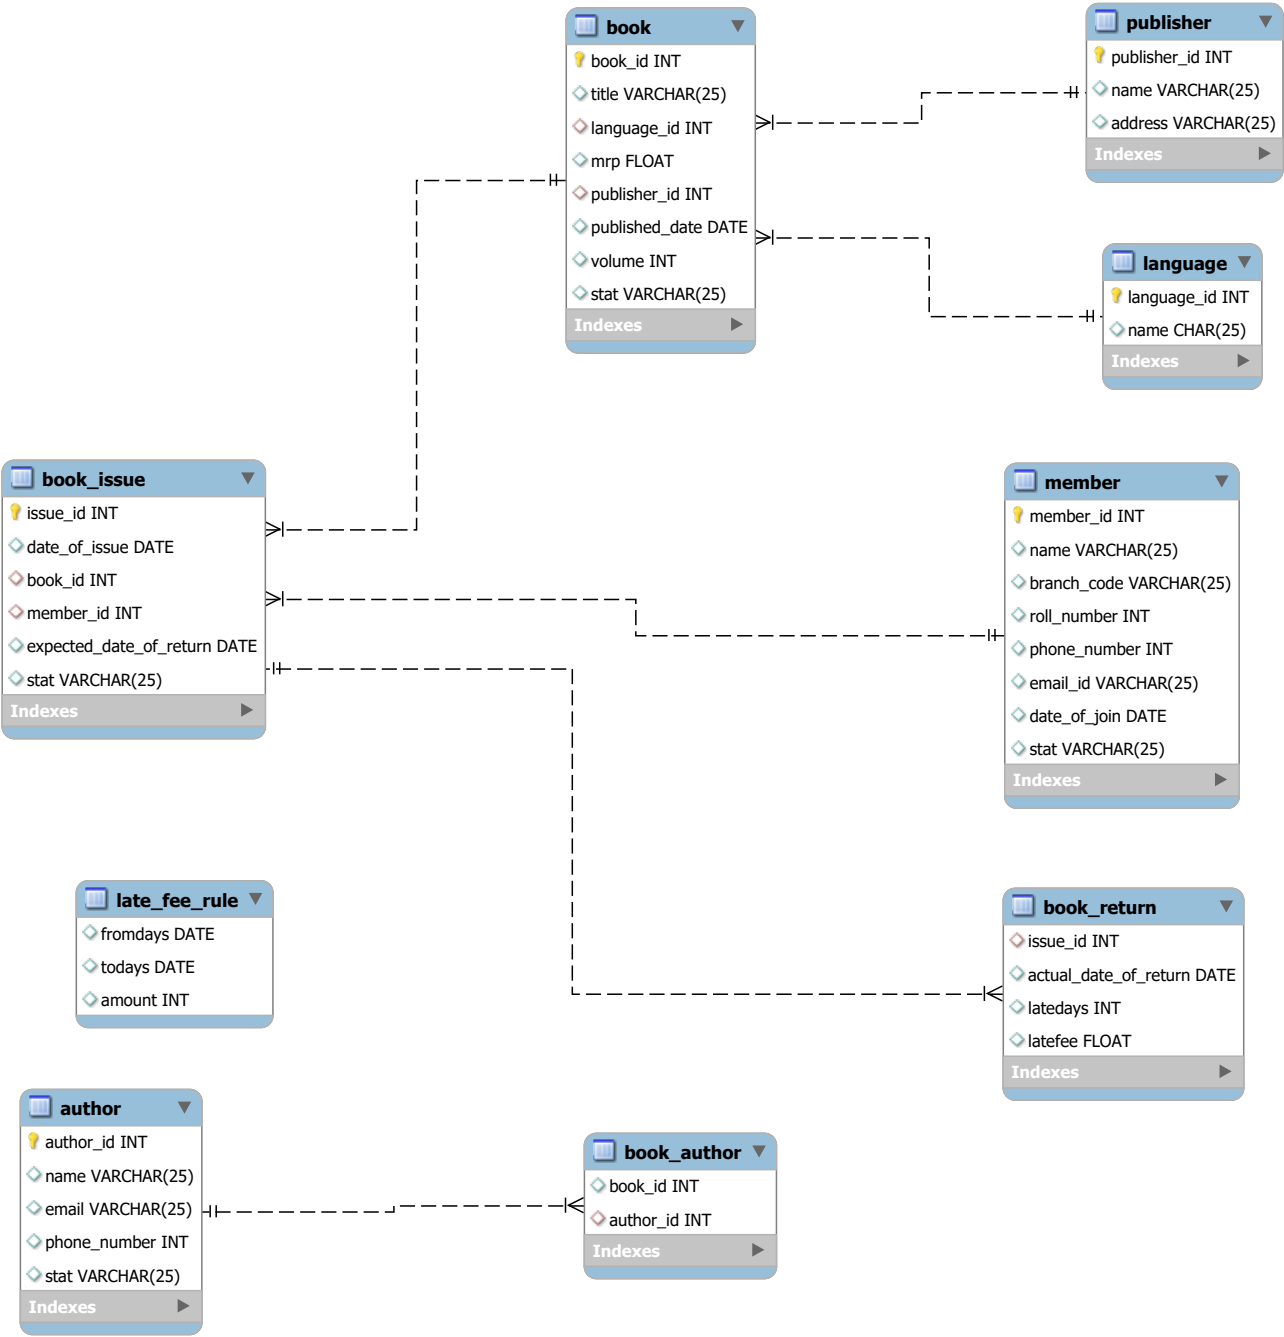 book
book_id INT
title VARCHAR(25)
language_id INT
mrp FLOAT
publisher_id INT
published_date DATE
volume INT
stat VARCHAR(25)
Indexes
publisher
publisher_id INT
name VARCHAR(25)
address VARCHAR(25)
Indexes
language
language_id INT
name CHAR(25)
Indexes
book_issue
issue_id INT
date_of_issue DATE
book_id INT
member_id INT
expected_date_of_return DATE
stat VARCHAR(25)
Indexes
member
member_id INT
name VARCHAR(25)
branch_code VARCHAR(25)
roll_number INT
phone_number INT
email_id VARCHAR(25)
date_of_join DATE
stat VARCHAR(25)
Indexes
late_fee_rule
fromdays DATE
todays DATE
amount INT
book_return
issue_id INT
actual_date_of_return DATE
latedays INT
latefee FLOAT
Indexes
author
author_id INT
name VARCHAR(25)
email VARCHAR(25)
phone_number INT
stat VARCHAR(25)
Indexes
book_author
book_id INT
author_id INT
Indexes